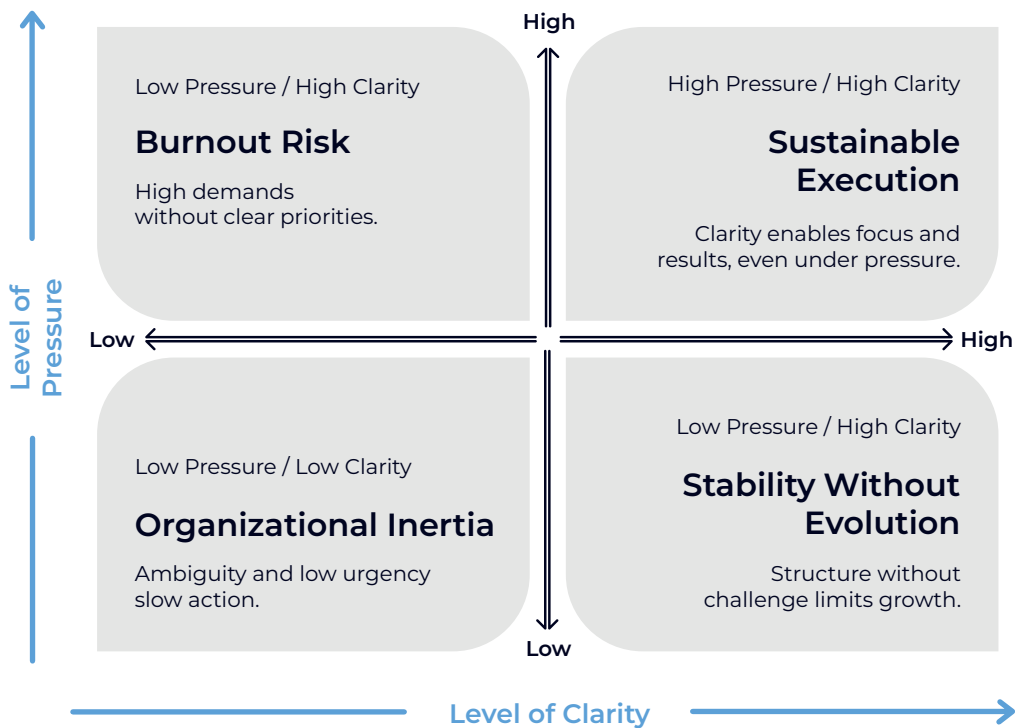 High
Low Pressure / High Clarity
Burnout Risk
High demands
without clear priorities.
High Pressure / High Clarity
Sustainable
Execution
Clarity enables focus and
results, even under pressure.
Level of
Pressure
Low
High
Low Pressure / Low Clarity
Organizational Inertia
Ambiguity and low urgency
slow action.
Low Pressure / High Clarity
Stability Without
Evolution
Structure without
challenge limits growth.
Low
Level of Clarity